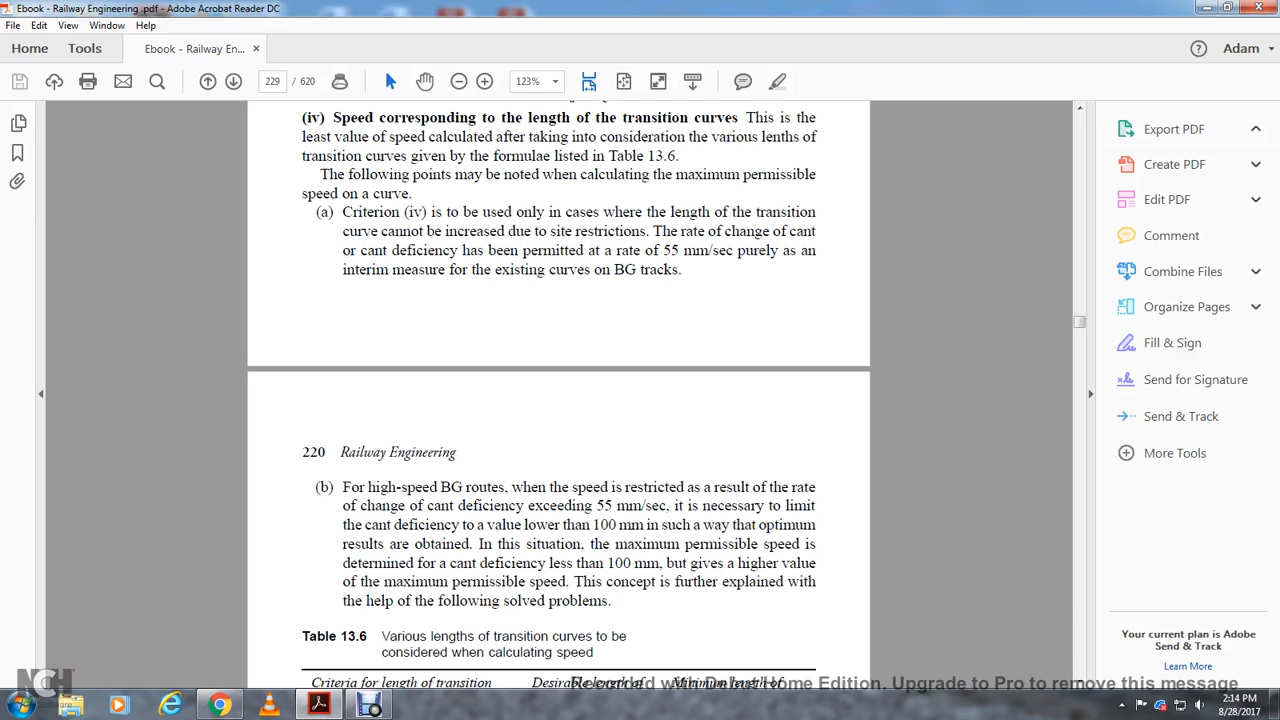 Ebook - Railway Engineering .pdf - Adobe Acrobat Reader DC
File Edit View Window Help
Home Tools Ebook - Railway En... × ? Adam
229 / 620 123%
(iv) Speed corresponding to the length of the transition curves This is the
least value of speed calculated after taking into consideration the various lenths of
transition curves given by the formulae listed in Table 13.6.
The following points may be noted when calculating the maximum permissible
speed on a curve.
(a) Criterion (iv) is to be used only in cases where the length of the transition
curve cannot be increased due to site restrictions. The rate of change of cant
or cant deficiency has been permitted at a rate of 55 mm/sec purely as an
interim measure for the existing curves on BG tracks.
220 Railway Engineering
(b) For high-speed BG routes, when the speed is restricted as a result of the rate
of change of cant deficiency exceeding 55 mm/sec, it is necessary to limit
the cant deficiency to a value lower than 100 mm in such a way that optimum
results are obtained. In this situation, the maximum permissible speed is
determined for a cant deficiency less than 100 mm, but gives a higher value
of the maximum permissible speed. This concept is further explained with
the help of the following solved problems.
Table 13.6 Various lengths of transition curves to be
considered when calculating speed
Criteria for length of transition Desirable length of Minimum length of
Export PDF
Create PDF
Edit PDF
Comment
Combine Files
Organize Pages
Fill & Sign
Send for Signature
Send & Track
More Tools
Your current plan is Adobe
Send & Track
Learn More
NCH
Software
Recorded with Debut Home Edition. Upgrade to Pro to remove this message
2:14 PM
8/28/2017